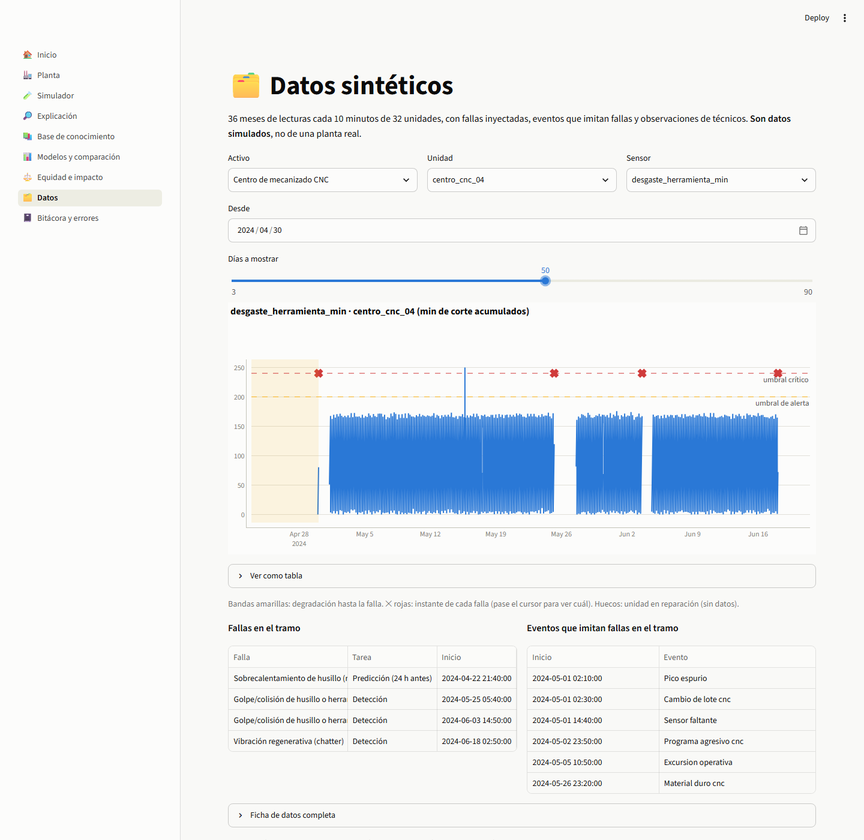 Deploy
Inicio
Planta
Simulador
Explicación
Base de conocimiento
Modelos y comparación
Equidad e impacto
Datos
Bitácora y errores
Datos sintéticos
36 meses de lecturas cada 10 minutos de 32 unidades, con fallas inyectadas, eventos que imitan fallas y observaciones de técnicos. Son datos
simulados, no de una planta real.
Activo Unidad Sensor
Centro de mecanizado CNC centro_cnc_04 desgaste_herramienta_min
Desde
2024/04/30
Días a mostrar
50
3 90
desgaste_herramienta_min · centro_cnc_04 (min de corte acumulados)
250
umbral crítico
200
umbral de alerta
150
100
50
0
Apr 28 May 5 May 12 May 19 May 26 Jun 2 Jun 9 Jun 16
2024
Ver como tabla
Bandas amarillas: degradación hasta la falla. ✕ rojas: instante de cada falla (pase el cursor para ver cuál). Huecos: unidad en reparación (sin datos).
Fallas en el tramo
Falla Tarea Inicio
Sobrecalentamiento de husillo (r Predicción (24 h antes) 2024-04-22 21:40:00
Golpe/colisión de husillo o herra Detección 2024-05-25 05:40:00
Golpe/colisión de husillo o herra Detección 2024-06-03 14:50:00
Vibración regenerativa (chatter) Detección 2024-06-18 02:50:00
Eventos que imitan fallas en el tramo
Inicio Evento
2024-05-01 02:10:00 Pico espurio
2024-05-01 02:30:00 Cambio de lote cnc
2024-05-01 14:40:00 Sensor faltante
2024-05-02 23:50:00 Programa agresivo cnc
2024-05-05 10:50:00 Excursion operativa
2024-05-26 23:20:00 Material duro cnc
Ficha de datos completa